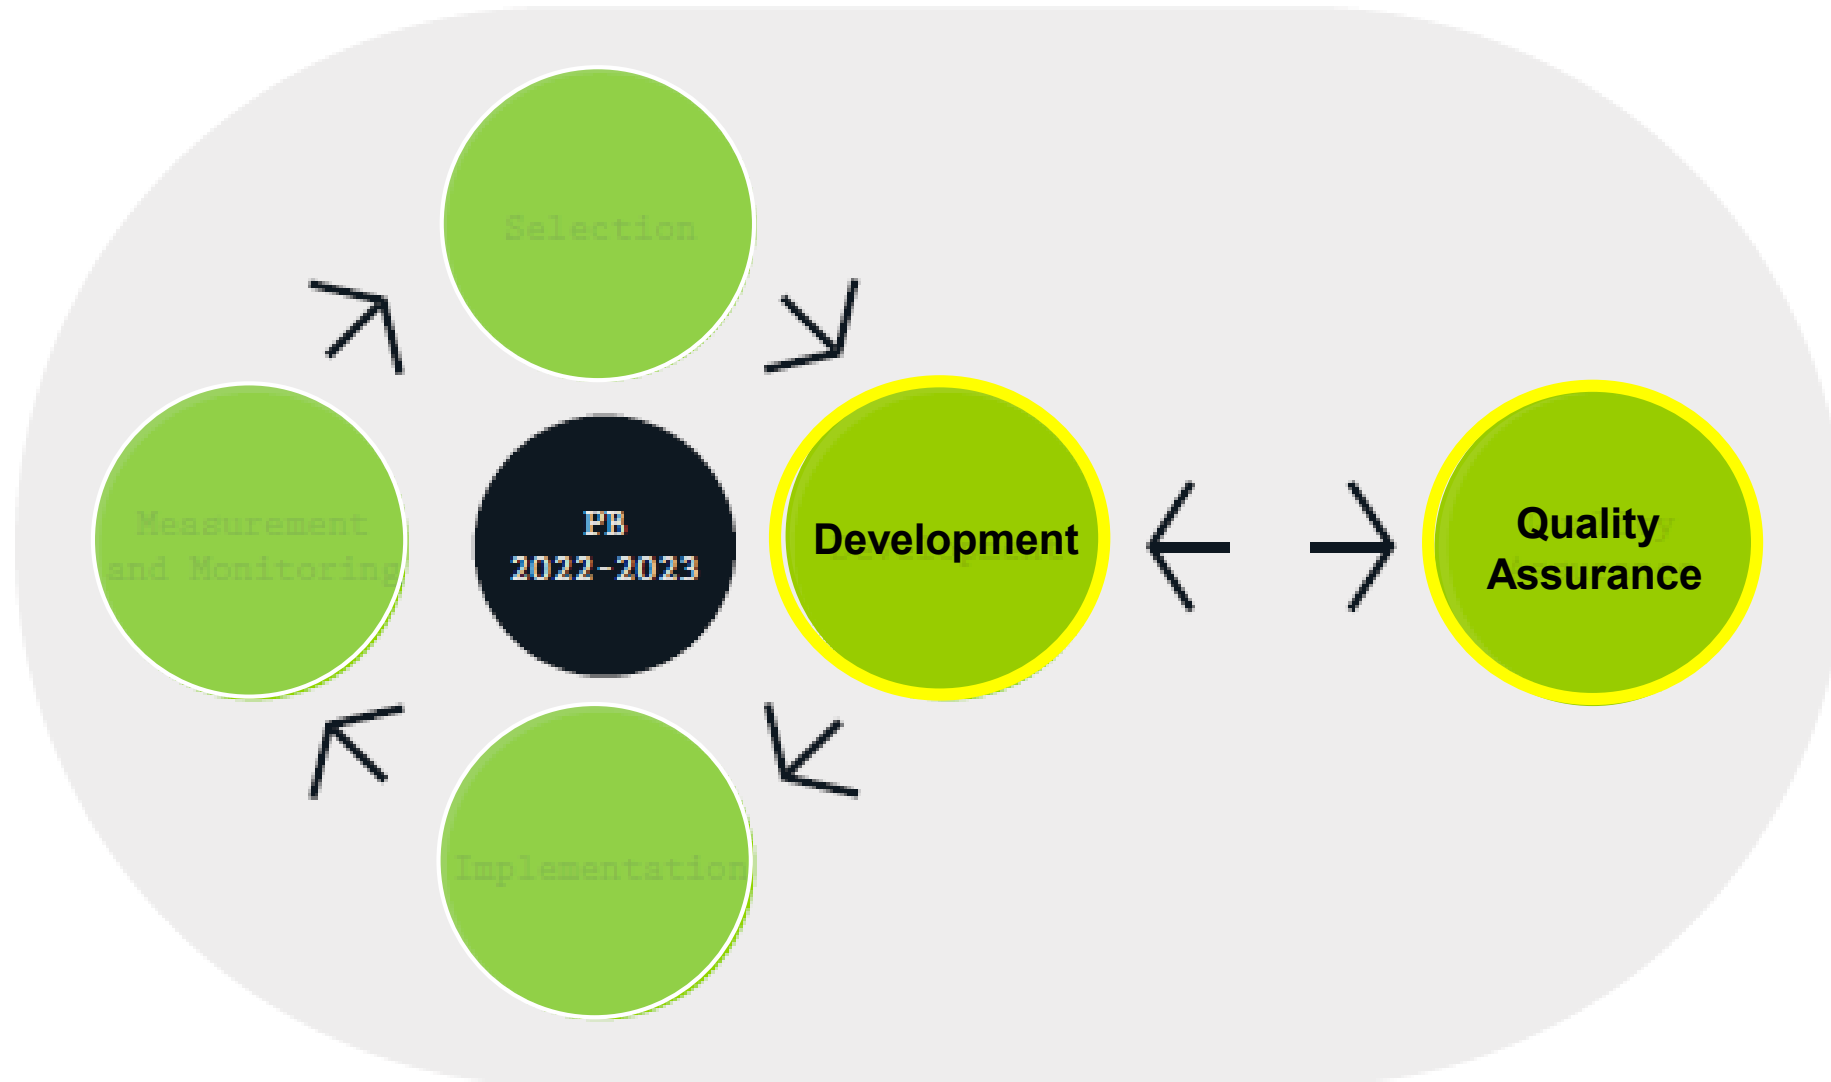 Selection
Measurement
and Monitoring
PB
2022-2023
Development
Quality
Assurance
Implementation